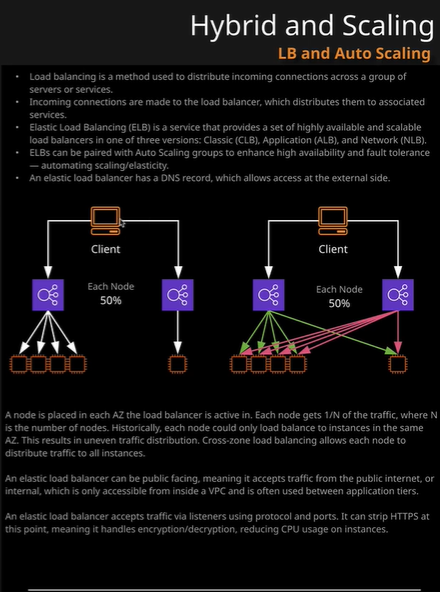 Hybrid and Scaling
LB and Auto Scaling
• Load balancing is a method used to distribute incoming connections across a group of
servers or services.
• Incoming connections are made to the load balancer, which distributes them to associated
services.
• Elastic Load Balancing (ELB) is a service that provides a set of highly available and scalable
load balancers in one of three versions: Classic (CLB), Application (ALB), and Network (NLB).
• ELBs can be paired with Auto Scaling groups to enhance high availability and fault tolerance
— automating scaling/elasticity.
• An elastic load balancer has a DNS record, which allows access at the external side.
Client
Each Node
50%
Client
Each Node
50%
A node is placed in each AZ the load balancer is active in. Each node gets 1/N of the traffic, where N
is the number of nodes. Historically, each node could only load balance to instances in the same
AZ. This results in uneven traffic distribution. Cross-zone load balancing allows each node to
distribute traffic to all instances.
An elastic load balancer can be public facing, meaning it accepts traffic from the public internet, or
internal, which is only accessible from inside a VPC and is often used between application tiers.
An elastic load balancer accepts traffic via listeners using protocol and ports. It can strip HTTPS at
this point, meaning it handles encryption/decryption, reducing CPU usage on instances.